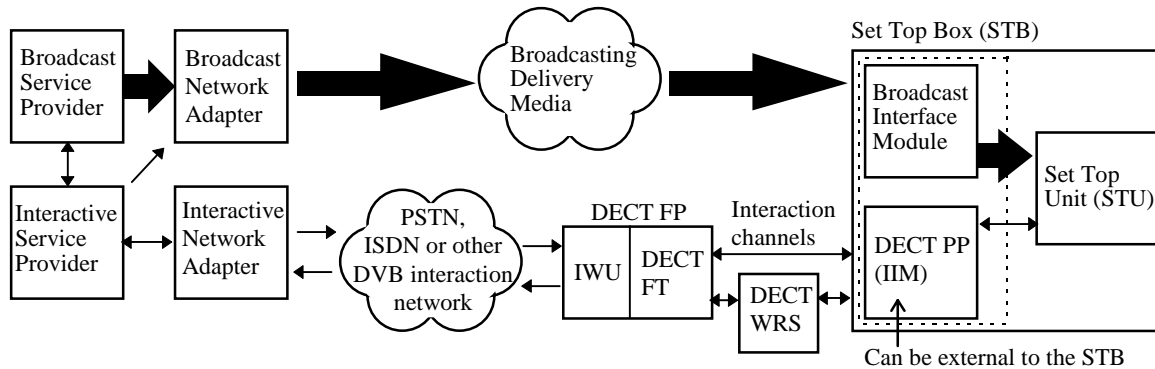 Set Top Box (STB)
Broadcast
Service
Provider
Broadcast
Network
Adapter
Broadcasting
Delivery
Media
Broadcast
Interface
Module
Set Top
Unit (STU)
Interactive
Service
Provider
Interactive
Network
Adapter
PSTN,
ISDN or other
DVB interaction
network
DECT FP
IWU
DECT
FT
Interaction
channels
DECT
WRS
DECT PP
(IIM)
Can be external to the STB